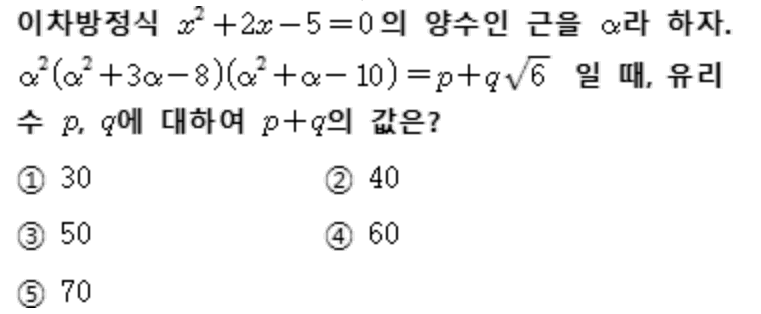 이차방정식 x²+2x-5=0의 양수인 근을 α라 하자.
α²(α²+3α-8)(α²+α-10)=p+q√6 일 때, 유리
수 p, q에 대하여 p+q의 값은?
① 30 ② 40
③ 50 ④ 60
⑤ 70